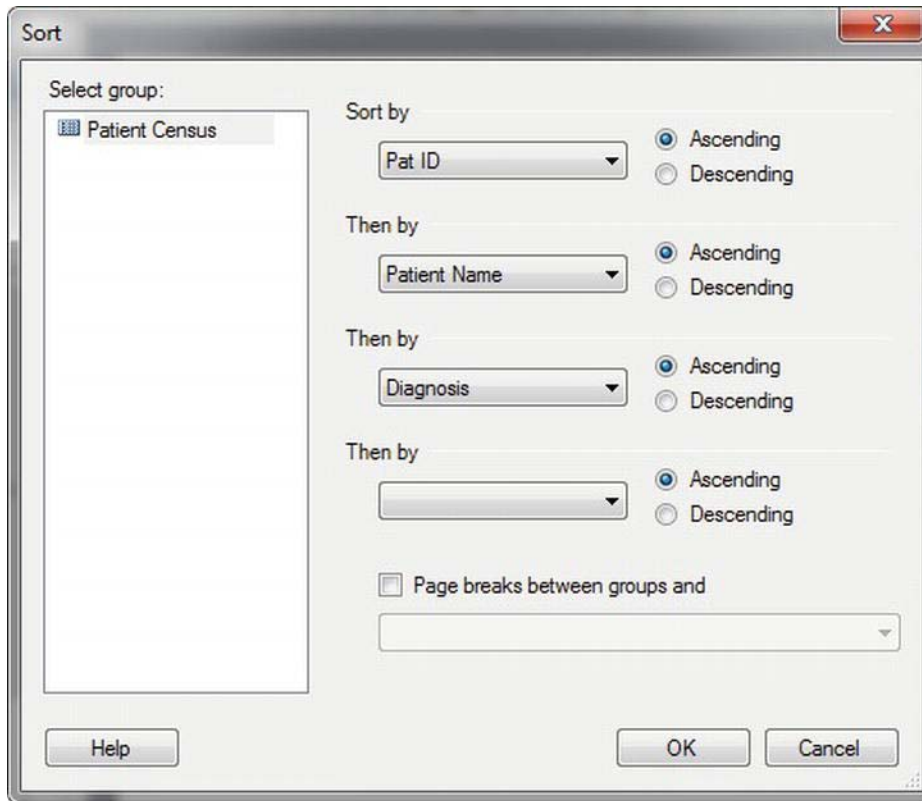 Sort
Select group:
Patient Census
Sort by
Pat ID
Ascending
Descending
Then by
Patient Name
Ascending
Descending
Then by
Diagnosis
Ascending
Descending
Then by
Ascending
Descending
Page breaks between groups and
Help
OK
Cancel